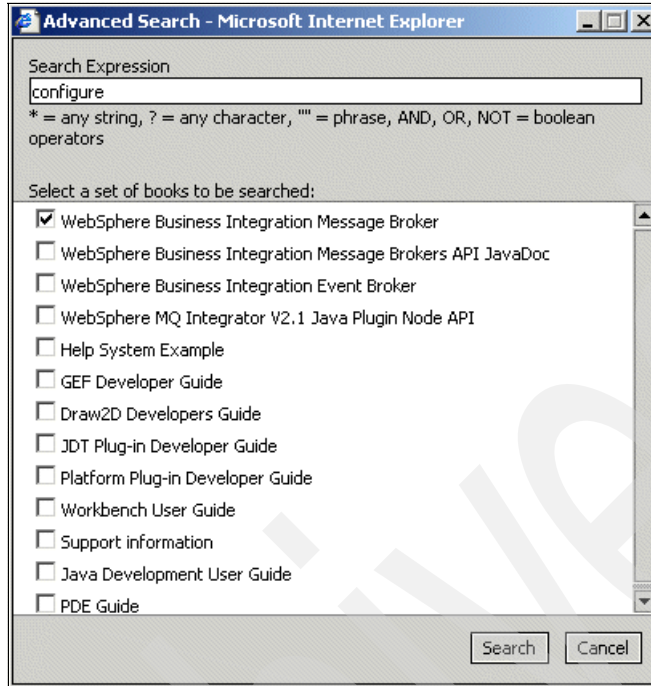 Advanced Search - Microsoft Internet Explorer
Search Expression
configure
* = any string, ? = any character, "" = phrase, AND, OR, NOT = boolean
operators
Select a set of books to be searched:
WebSphere Business Integration Message Broker
WebSphere Business Integration Message Brokers API JavaDoc
WebSphere Business Integration Event Broker
WebSphere MQ Integrator V2.1 Java Plugin Node API
Help System Example
GEF Developer Guide
Draw2D Developers Guide
JDT Plug-in Developer Guide
Platform Plug-in Developer Guide
Workbench User Guide
Support information
Java Development User Guide
PDE Guide
Search Cancel